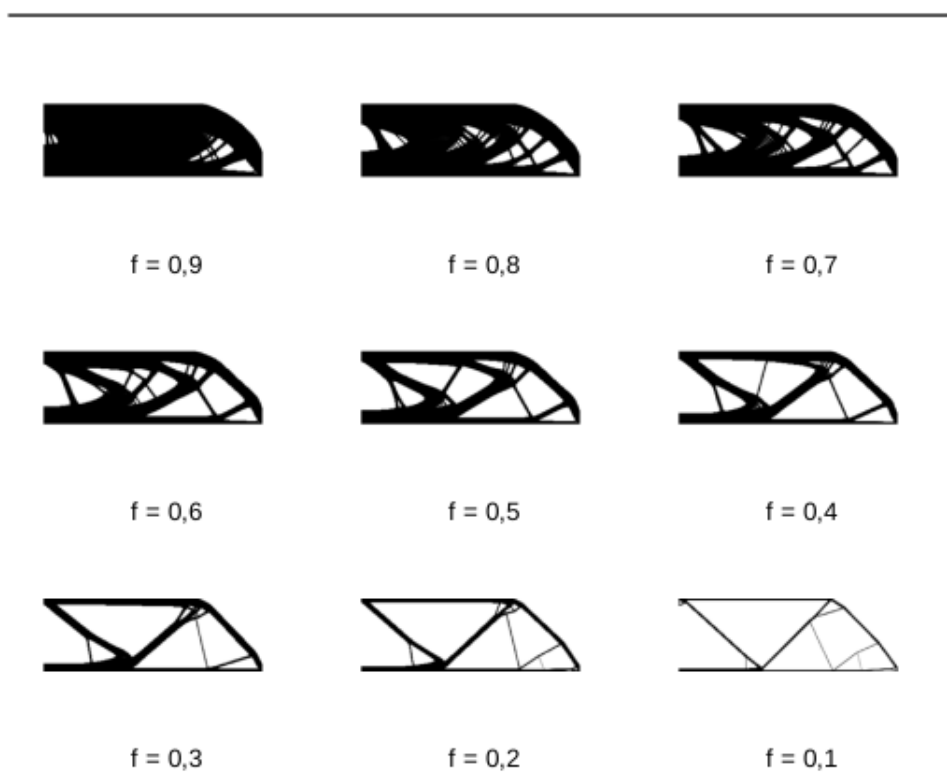 f = 0,9
f = 0,8
f = 0,7
f = 0,6
f = 0,5
f = 0,4
f = 0,3
f = 0,2
f = 0,1